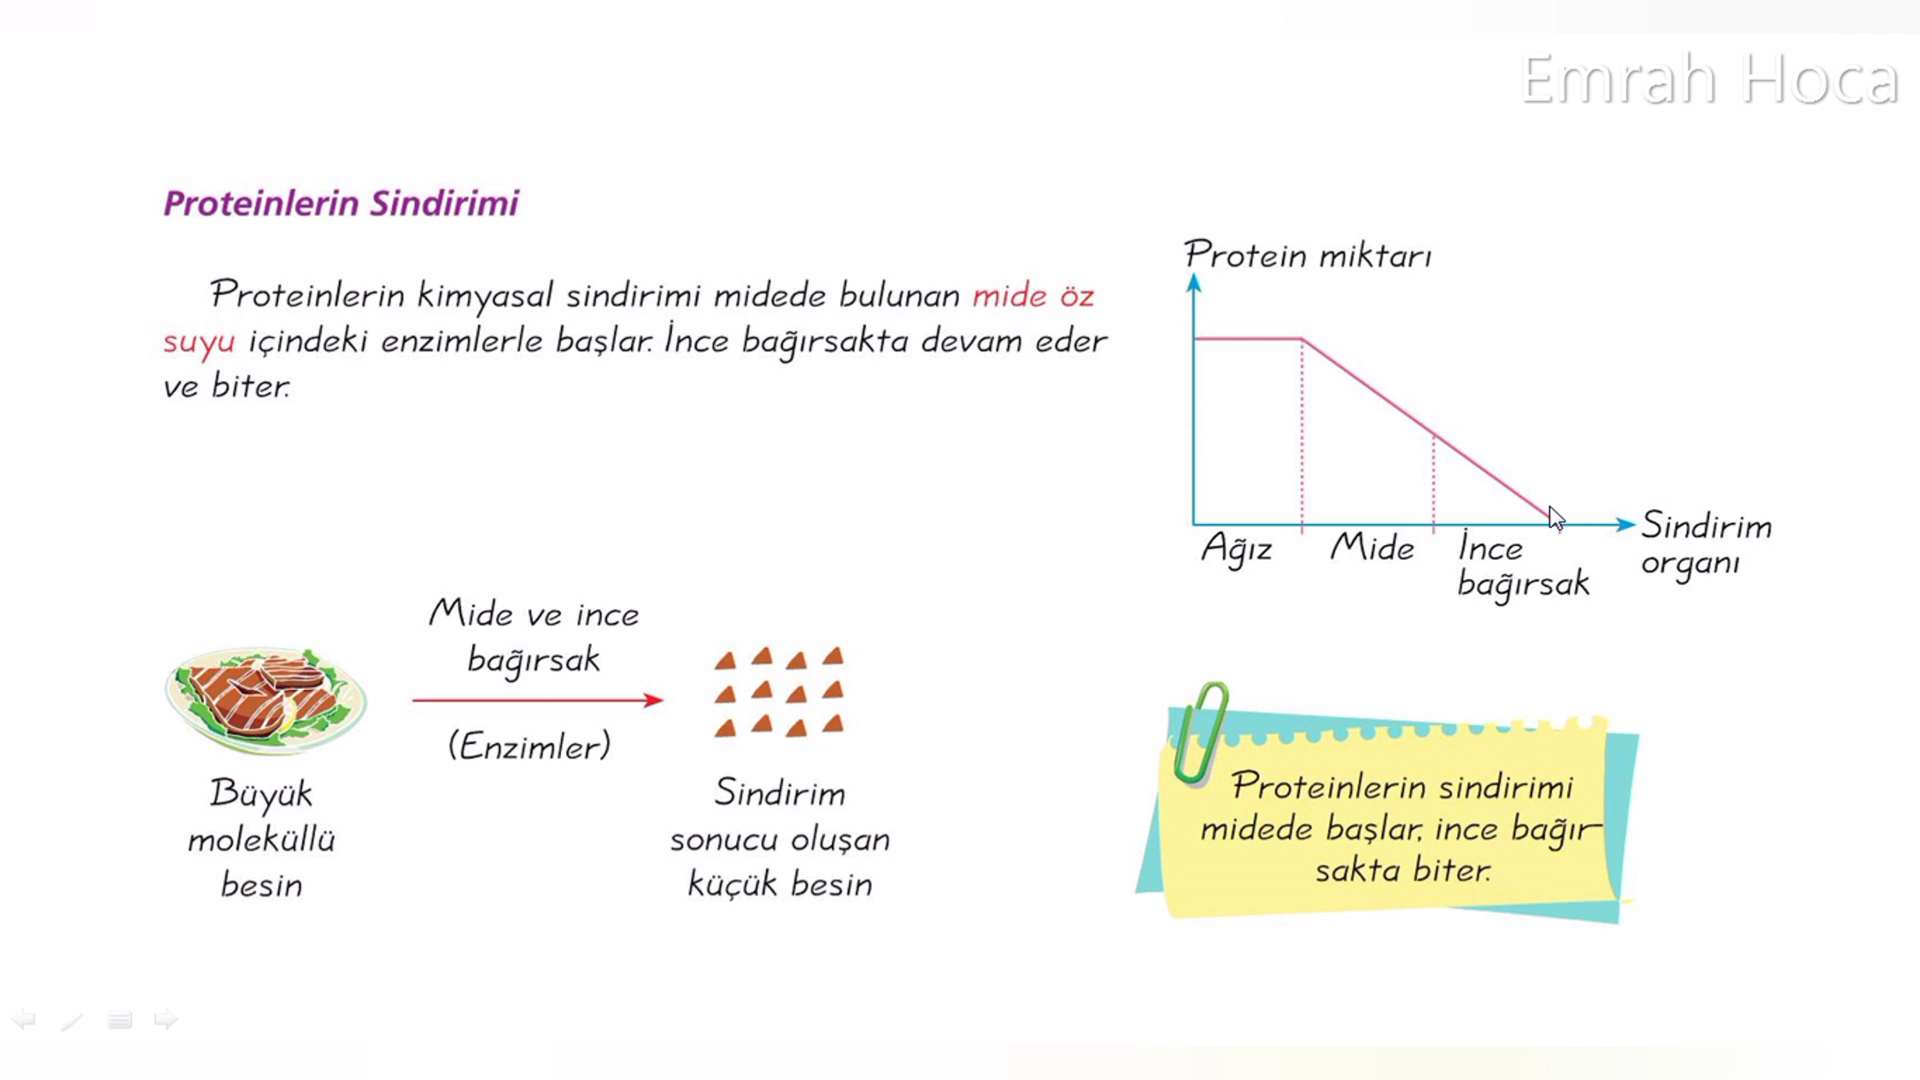 Emrah Hoca
Proteinlerin Sindirimi
Proteinlerin kimyasal sindirimi midede bulunan mide öz
suyu içindeki enzimlerle başlar. İnce bağırsakta devam eder
ve biter.
Protein miktarı
Ağız
Mide
İnce
bağırsak
Sindirim
organı
Mide ve ince
bağırsak
(Enzimler)
Büyük
moleküllü
besin
Sindirim
sonucu oluşan
küçük besin
Proteinlerin sindirimi
midede başlar, ince bağır-
sakta biter.